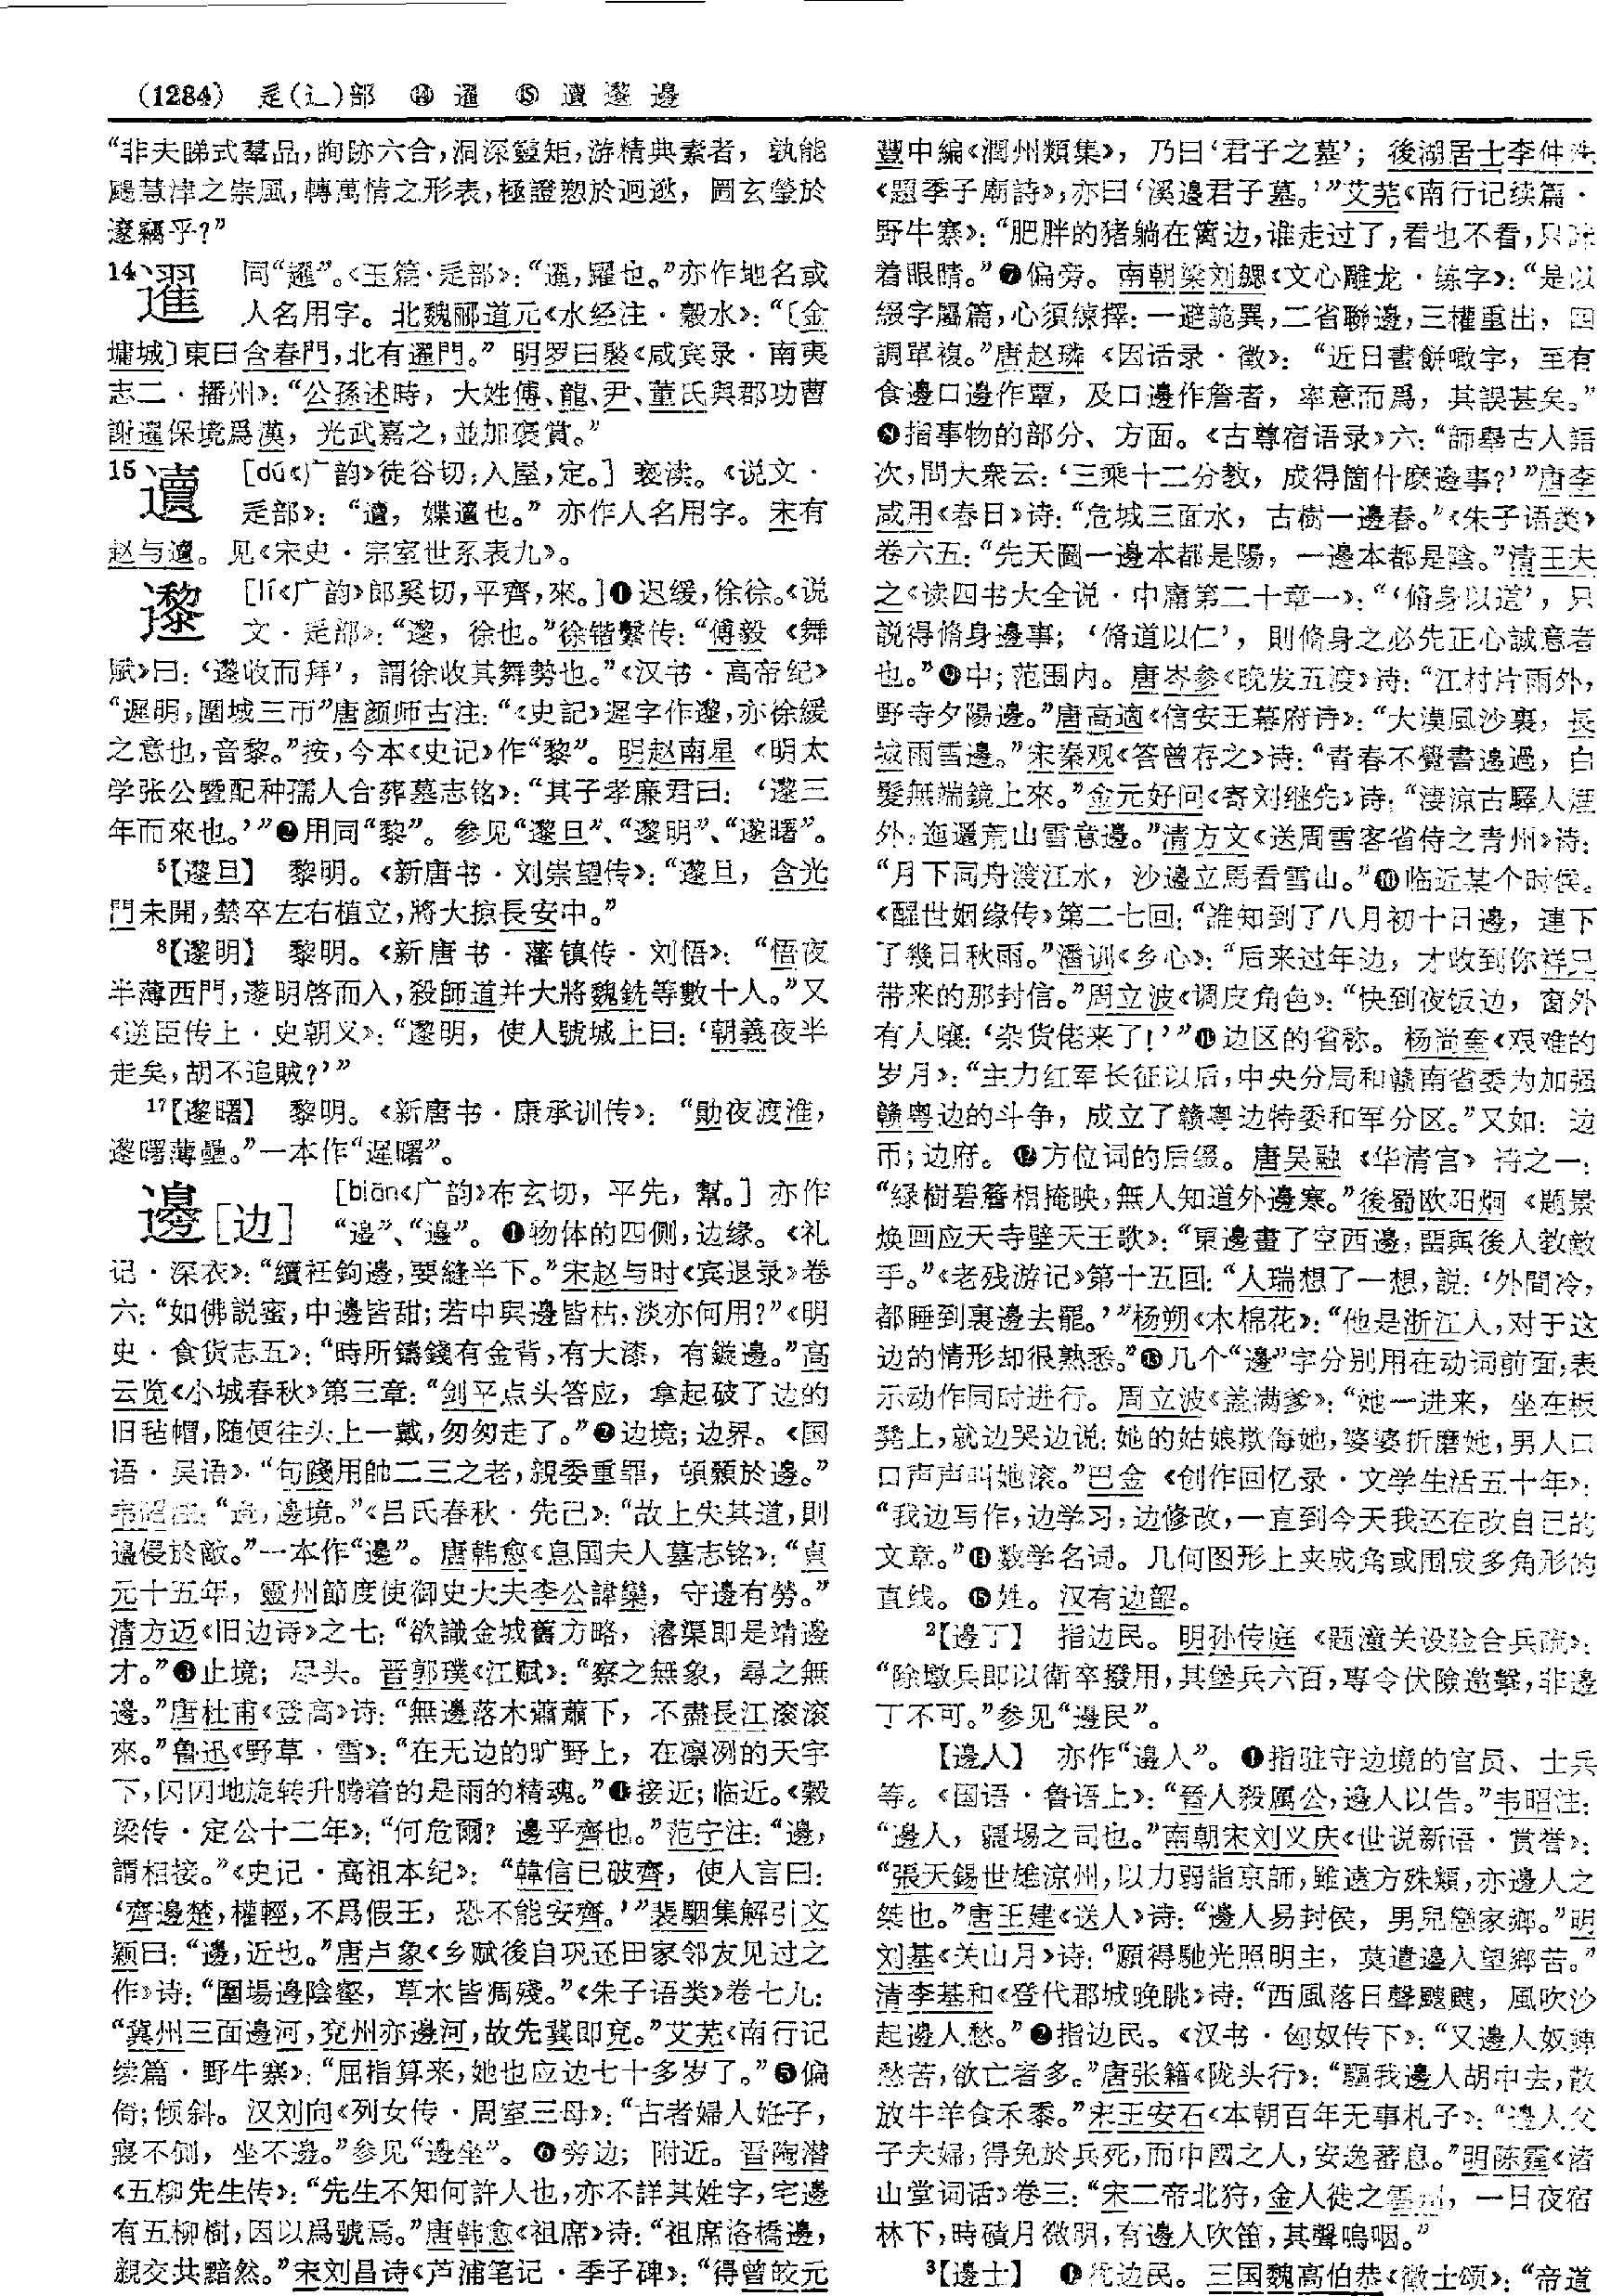 (1284) 辵(辶)部 ⑭ 邏 ⑮ 邏 邌 邊
“非夫睇式羣品，眴跡六合，洞深靈矩，游精典素者，孰能
颺慧津之崇風，轉萬情之形表，極證愬於迥逖，圖玄鎣於
邃竊乎？”
14 同“趯”。《玉篇·辵部》：“，躍也。”亦作地名或
人名用字。北魏郦道元《水经注·穀水》：“〔金
墉城〕東曰含春門，北有門。”明罗曰褧《咸宾录·南夷
志二·播州》：“公孫述時，大姓傅、龍、尹、董氏與郡功曹
謝暹保境爲漢，光武嘉之，並加褒賞。”
15 [dú《广韵》徒谷切，入屋，定。] 亵渎。《说文·
辵部》：“，媟也。”亦作人名用字。宋有
赵与。见《宋史·宗室世系表九》。
邌 [lí《广韵》郎奚切，平齊，來。]❶迟缓，徐徐。《说
文·辵部》：“邌，徐也。”徐锴繫传：“傅毅《舞
赋》曰：‘邌收而拜’，謂徐收其舞勢也。”《汉书·高帝纪》
“遲明，圍城三帀”唐颜师古注：“《史記》遲字作邌，亦徐緩
之意也，音黎。”按，今本《史记》作“黎”。明赵南星《明太
学张公暨配种孺人合葬墓志铭》：“其子孝廉君曰：‘邌三
年而來也。’”❷用同“黎”。参见“邌旦”、“邌明”、“邌曙”。
5【邌旦】 黎明。《新唐书·刘崇望传》：“邌旦，含光
門未開，禁卒左右植立，將大掠長安中。”
8【邌明】 黎明。《新唐书·藩镇传·刘悟》：“悟夜
半薄西門，邌明啓而入，殺師道并大將魏銑等數十人。”又
《逆臣传上·史朝义》：“邌明，使人號城上曰：‘朝義夜半
走矣，胡不追賊？’”
17【邌曙】 黎明。《新唐书·康承训传》：“勛夜渡淮，
邌曙薄壘。”一本作“遲曙”。
邊[边] [biān《广韵》布玄切，平先，幫。] 亦作
“邉”、“邊”。❶物体的四侧，边缘。《礼
记·深衣》：“續衽鉤邊，要縫半下。”宋赵与时《宾退录》卷
六：“如佛説蜜，中邊皆甜；若中與邊皆枯，淡亦何用？”《明
史·食货志五》：“時所鑄錢有金背，有火漆，有鏇邊。”高
云览《小城春秋》第三章：“剑平点头答应，拿起破了边的
旧毡帽，随便往头上一戴，匆匆走了。”❷边境；边界。《国
语·吴语》：“句踐用帥二三之老，親委重罪，頓顙於邊。”
韦昭注：“邊，邊境。”《吕氏春秋·先己》：“故上失其道，則
邊侵於敵。”一本作“邊”。唐韩愈《息国夫人墓志铭》：“貞
元十五年，靈州節度使御史大夫李公諱欒，守邊有勞。”
清方迈《旧边诗》之七：“欲識金城舊方略，濬渠即是靖邊
才。”❸止境；尽头。晋郭璞《江赋》：“察之無象，尋之無
邊。”唐杜甫《登高》诗：“無邊落木蕭蕭下，不盡長江滚滚
來。”鲁迅《野草·雪》：“在无边的旷野上，在凛冽的天宇
下，闪闪地旋转升腾着的是雨的精魂。”❹接近；临近。《穀
梁传·定公十二年》：“何危爾？邊乎齊也。”范宁注：“邊，
謂相接。”《史记·高祖本纪》：“韓信已破齊，使人言曰：
‘齊邊楚，權輕，不爲假王，恐不能安齊。’”裴駰集解引文
颖曰：“邊，近也。”唐卢象《乡赋後自巩还田家邻友见过之
作》诗：“圃場邊陰壑，草木皆凋殘。”《朱子语类》卷七九：
“冀州三面邊河，兗州亦邊河，故先冀即兗。”艾芜《南行记
续篇·野牛寨》：“屈指算来，她也应边七十多岁了。”❺偏
倚；倾斜。汉刘向《列女传·周室三母》：“古者婦人妊子，
寢不側，坐不邊。”参见“邊坐”。❻旁边；附近。晋陶潜
《五柳先生传》：“先生不知何許人也，亦不詳其姓字，宅邊
有五柳樹，因以爲號焉。”唐韩愈《祖席》诗：“祖席洛橋邊，
親交共黯然。”宋刘昌诗《芦浦笔记·季子碑》：“得曾旼元
豐中編《潤州類集》，乃曰‘君子之墓’；後湖居士李仲
《題季子廟詩》，亦曰‘溪邊君子墓。’”艾芜《南行记续篇·
野牛寨》：“肥胖的猪躺在篱边，谁走过了，看也不看，只
着眼睛。”❼偏旁。南朝梁刘勰《文心雕龙·练字》：“是以
綴字屬篇，必須練擇：一避詭異，二省聯邊，三權重出，四
調單複。”唐赵璘《因话录·徵》：“近日書餅噉字，至有
食邊口邊作覃，及口邊作詹者，率意而爲，其誤甚矣。”
❽指事物的部分、方面。《古尊宿语录》六：“師舉古人語
次，問大衆云：‘三乘十二分教，成得箇什麽邊事？’”唐李
咸用《春日》诗：“危城三面水，古樹一邊春。”《朱子语类》
卷六五：“先天圖一邊本都是陽，一邊本都是陰。”清王夫
之《读四书大全说·中庸第二十章一》：“‘脩身以道’，只
説得脩身邊事；‘脩道以仁’，則脩身之必先正心誠意者
也。”❾中；范围内。唐岑参《晚发五渡》诗：“江村片雨外，
野寺夕陽邊。”唐高適《信安王幕府诗》：“大漠風沙裏，長
城雨雪邊。”宋秦观《答曾存之》诗：“青春不覺書邊過，白
髮無端鏡上來。”金元好问《寄刘继先》诗：“淒涼古驛人湮
外，迤邐荒山雪意邊。”清方文《送周雪客省侍之青州》诗：
“月下同舟渡江水，沙邊立馬看雪山。”❿临近某个时候。
《醒世姻缘传》第二七回：“誰知到了八月初十日邊，連下
了幾日秋雨。”潘训《乡心》：“后来过年边，才收到你祥兄
带来的那封信。”周立波《调皮角色》：“快到夜饭边，窗外
有人嚷：‘杂货佬来了！’”⓫边区的省称。杨尚奎《艰难的
岁月》：“主力红军长征以后，中央分局和赣南省委为加强
赣粤边的斗争，成立了赣粤边特委和军分区。”又如：边
币；边府。⓬方位词的后缀。唐吴融《华清宫》诗之一：
“緑樹碧簷相掩映，無人知道外邊寒。”後蜀欧阳炯《题景
焕画应天寺壁天王歌》：“東邊畫了空西邊，留與後人教敵
手。”《老残游记》第十五回：“人瑞想了一想，説：‘外間冷，
都睡到裏邊去罷。’”杨朔《木棉花》：“他是浙江人，对于这
边的情形却很熟悉。”⓭几个“邊”字分别用在动词前面，表
示动作同时进行。周立波《盖满爹》：“她一进来，坐在板
凳上，就边哭边说：她的姑娘欺侮她，婆婆折磨她，男人口
口声声叫她滚。”巴金《创作回忆录·文学生活五十年》：
“我边写作，边学习，边修改，一直到今天我还在改自己的
文章。”⓮数学名词。几何图形上夹成角或围成多角形的
直线。⓯姓。汉有边韶。
2【邊丁】 指边民。明孙传庭《题潼关设险合兵疏》：
“除墩兵即以衛卒撥用，其堡兵六百，專令伏險邀擊，非邊
丁不可。”参见“邊民”。
【邊人】 亦作“邉人”。❶指驻守边境的官员、士兵
等。《国语·鲁语上》：“晉人殺厲公，邊人以告。”韦昭注：
“邊人，疆埸之司也。”南朝宋刘义庆《世说新语·赏誉》：
“張天錫世雄涼州，以力弱詣京師，雖遠方殊類，亦邊人之
桀也。”唐王建《送人》诗：“邊人易封侯，男兒戀家鄉。”明
刘基《关山月》诗：“願得馳光照明主，莫遣邊人望鄉苦。”
清李基和《登代郡城晚眺》诗：“西風落日聲颼颼，風吹沙
起邊人愁。”❷指边民。《汉书·匈奴传下》：“又邊人奴婢
愁苦，欲亡者多。”唐张籍《陇头行》：“驅我邊人胡中去，散
放牛羊食禾黍。”宋王安石《本朝百年无事札子》：“邊人父
子夫婦，得免於兵死，而中國之人，安逸蕃息。”明陈霆《渚
山堂词话》卷三：“宋二帝北狩，金人徙之雲州，一日夜宿
林下，時磧月微明，有邊人吹笛，其聲嗚咽。”
3【邊士】 ❶犹边民。三国魏高伯恭《徵士颂》：“帝道